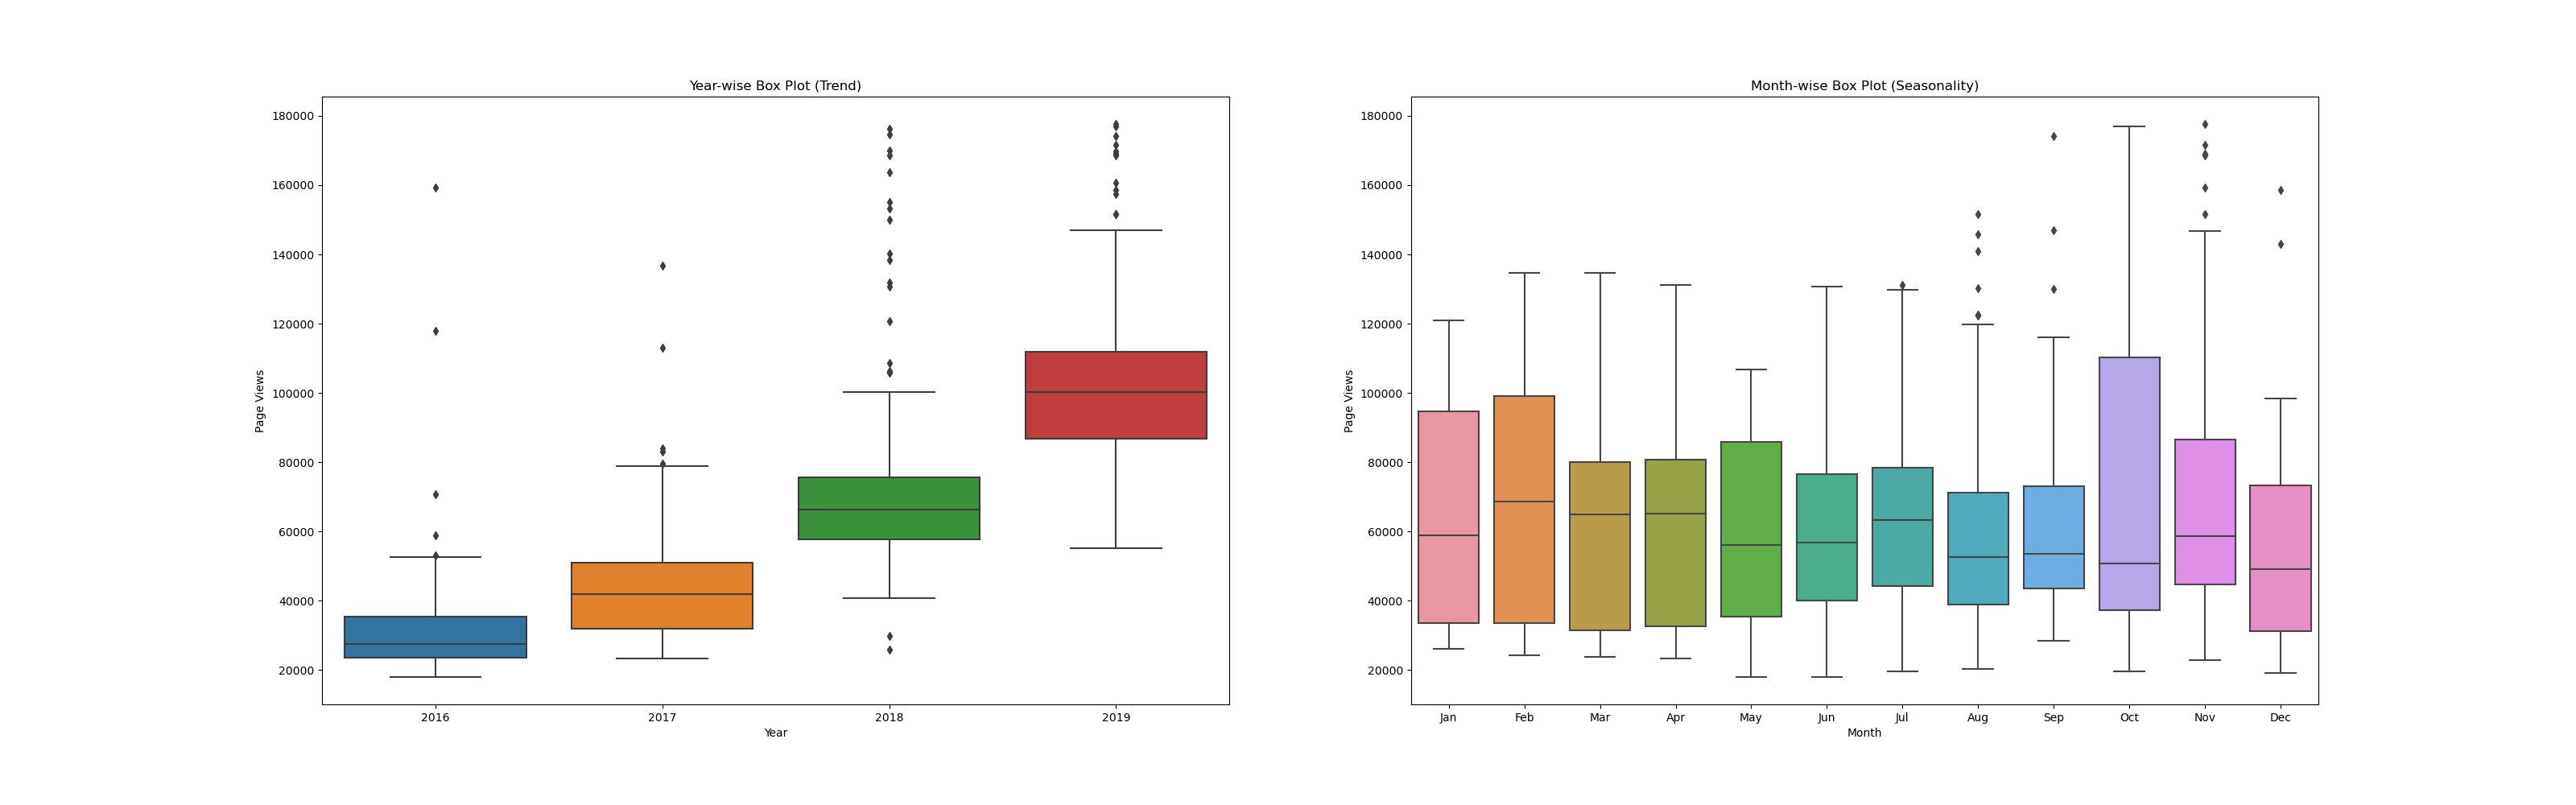 Year-wise Box Plot (Trend)
180000
160000
140000
120000
100000
80000
60000
40000
20000
Page Views
2016 2017 2018 2019
Year
Month-wise Box Plot (Seasonality)
180000
160000
140000
120000
100000
80000
60000
40000
20000
Page Views
Jan Feb Mar Apr May Jun Jul Aug Sep Oct Nov Dec
Month